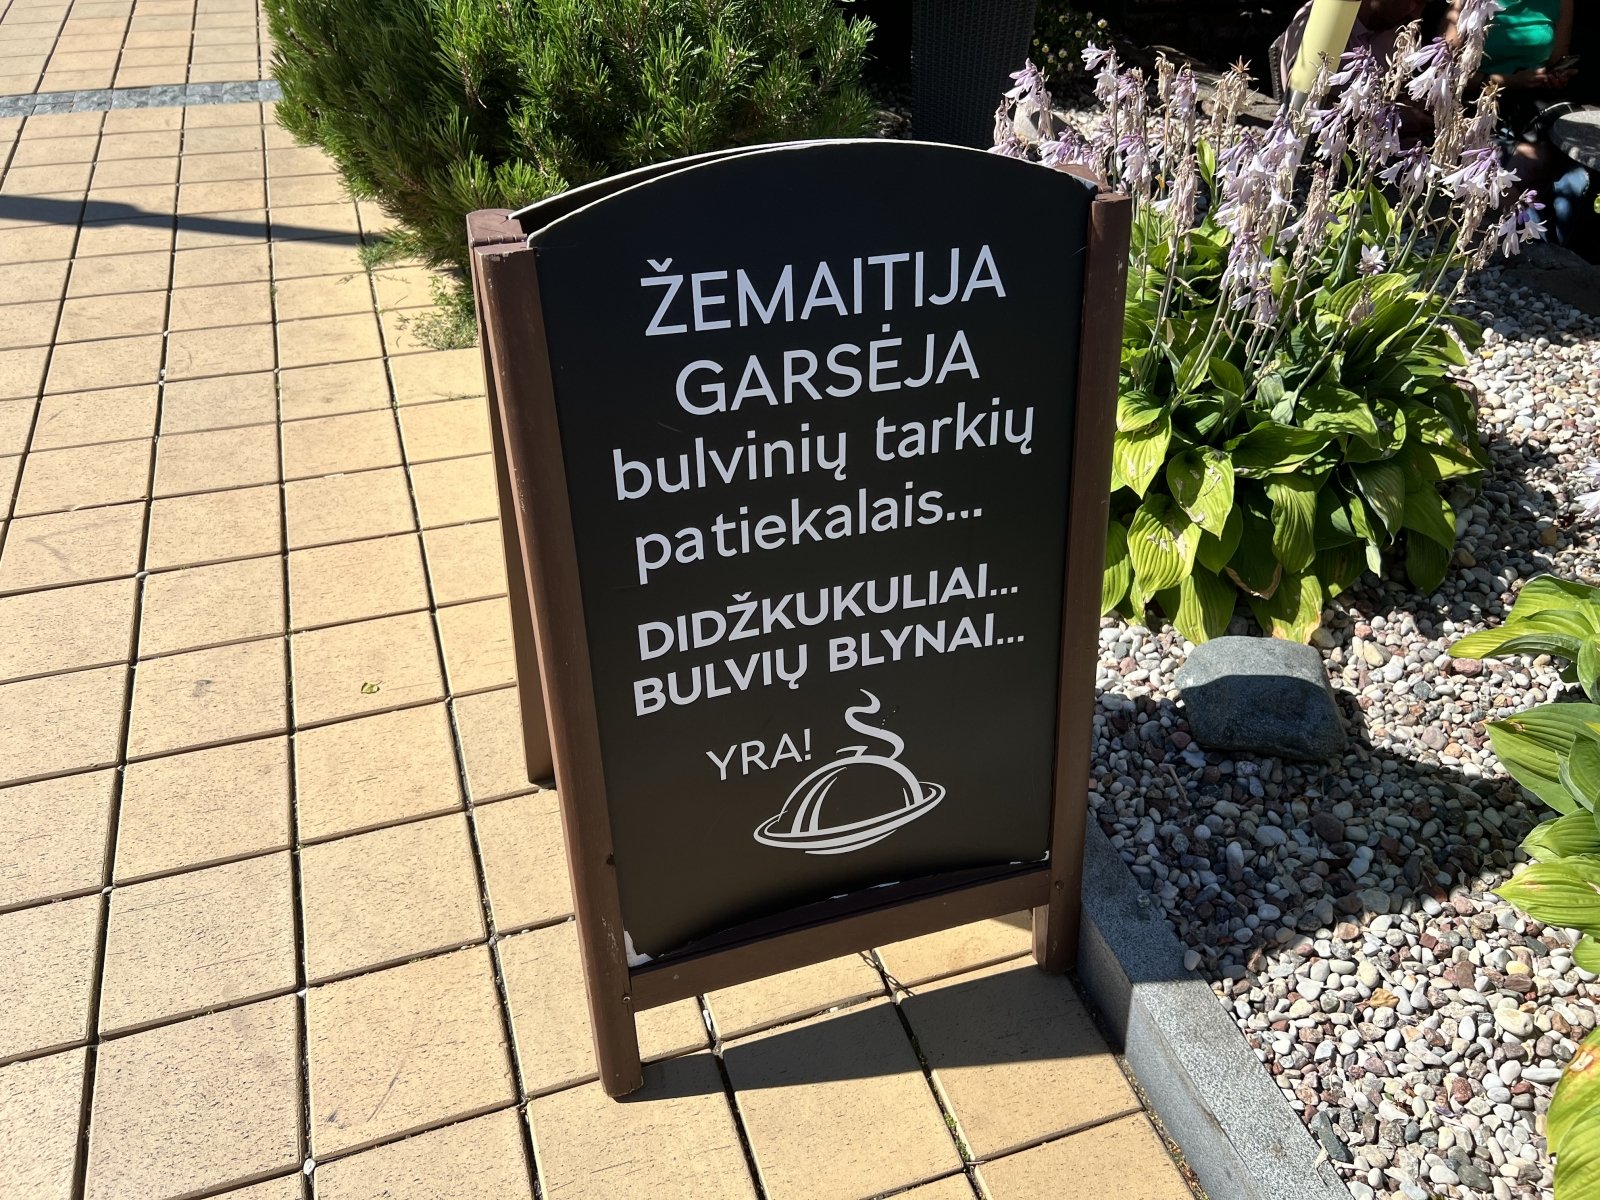 ŽEMAITIJA
GARSĖJA
bulvinių tarkių
patiekalais...
DIDŽKUKULIAI...
BULVIŲ BLYNAI...
YRA!